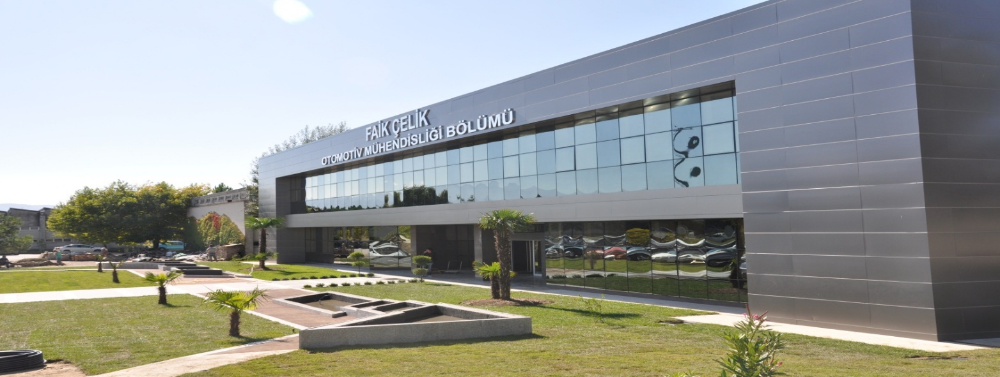 FAİK ÇELİK
OTOMOTİV MÜHENDİSLİĞİ BÖLÜMÜ